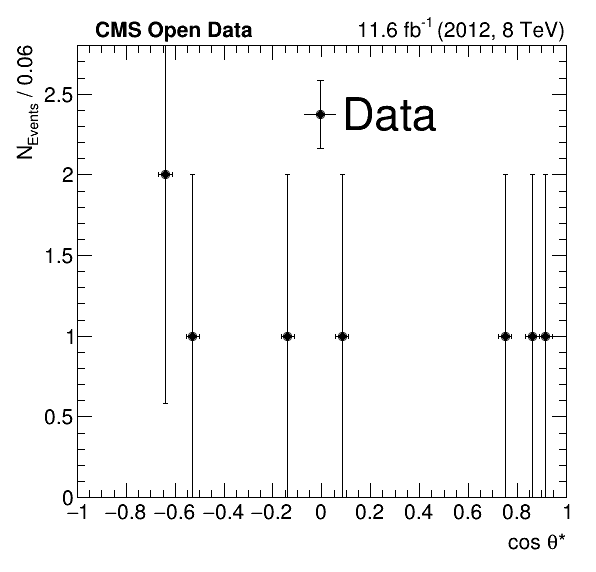 CMS Open Data 11.6 fb⁻¹ (2012, 8 TeV)
N_Events / 0.06
Data
2.5
2
1.5
1
0.5
0
−1 −0.8 −0.6 −0.4 −0.2 0 0.2 0.4 0.6 0.8 1
cos θ*